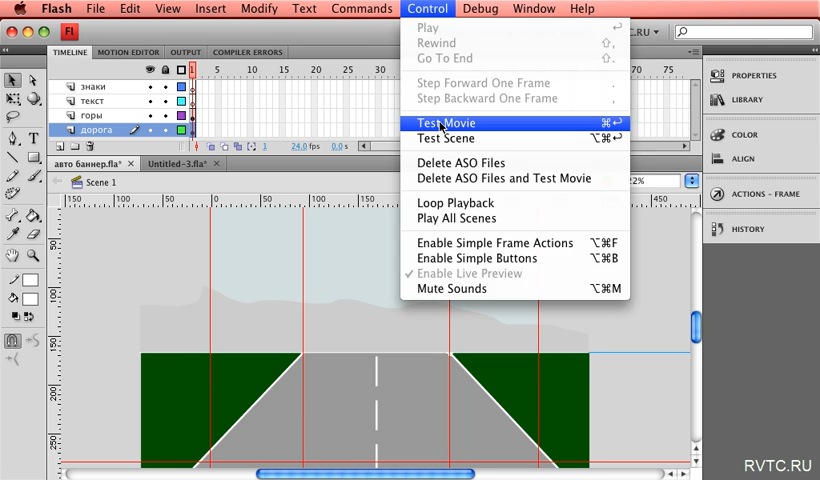 Flash File Edit View Insert Modify Text Commands Control Debug Window Help
Fl
C.RU
TIMELINE MOTION EDITOR OUTPUT COMPILER ERRORS
1 5 10 15 20 25 30 75
знаки
текст
горы
дорога
1 24.0 fps 0.0 s
авто баннер.fla* Untitled-3.fla*
Scene 1
22%
150 100 50 0 50 100 150 450
50
100
150
200
250
Play
Rewind
Go To End
Step Forward One Frame .
Step Backward One Frame ,
Test Movie ⌘↩
Test Scene ⌥⌘↩
Delete ASO Files
Delete ASO Files and Test Movie
Loop Playback
Play All Scenes
Enable Simple Frame Actions ⌥⌘F
Enable Simple Buttons ⌥⌘B
✓ Enable Live Preview
Mute Sounds ⌥⌘M
PROPERTIES
LIBRARY
COLOR
ALIGN
ACTIONS - FRAME
HISTORY
RVTC.RU